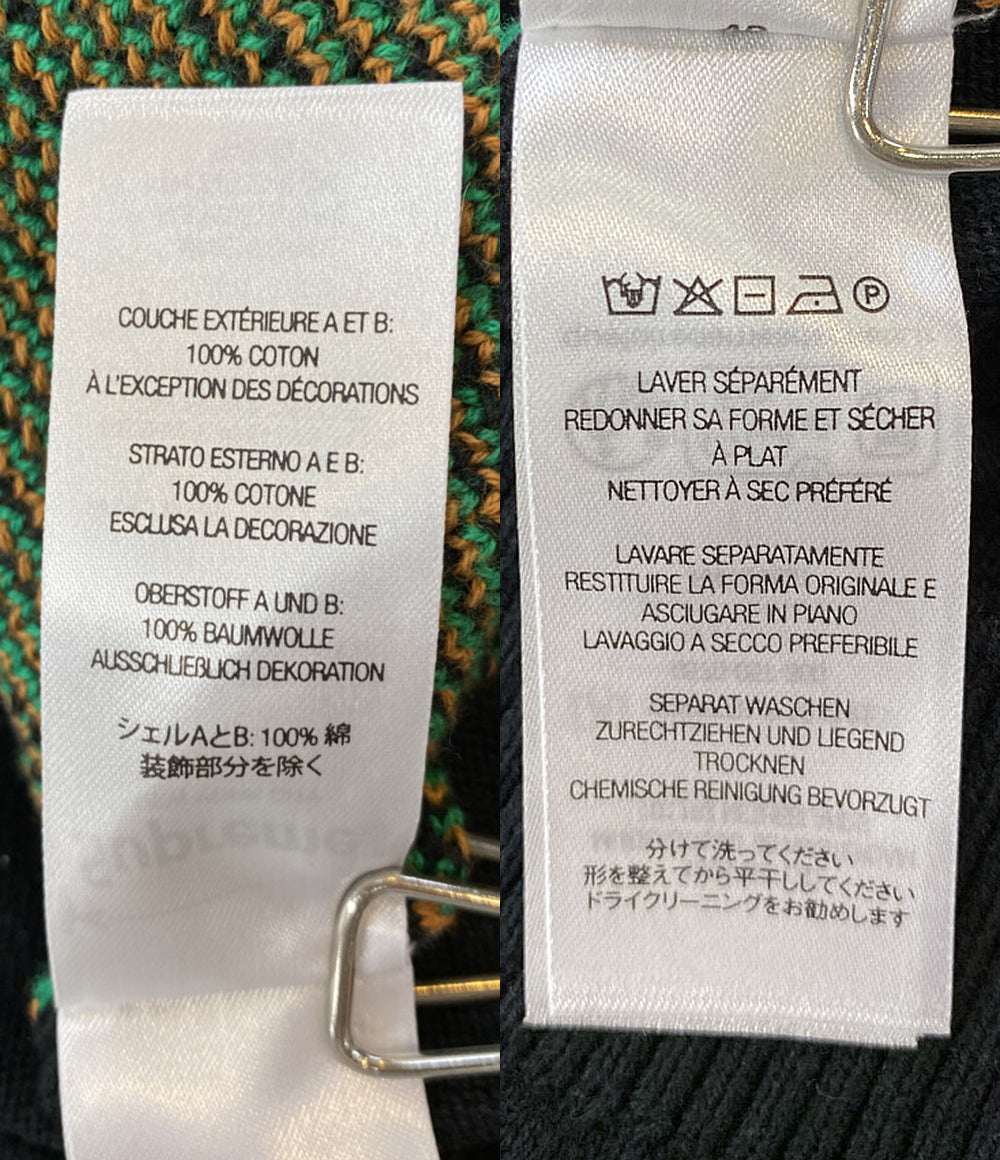 COUCHE EXTÉRIEURE A ET B:
100% COTON
À L'EXCEPTION DES DÉCORATIONS
STRATO ESTERNO A E B:
100% COTONE
ESCLUSA LA DECORAZIONE
OBERSTOFF A UND B:
100% BAUMWOLLE
AUSSCHLIEßLICH DEKORATION
シェルAとB: 100% 綿
装飾部分を除く
P
LAVER SÉPARÉMENT
REDONNER SA FORME ET SÉCHER
À PLAT
NETTOYER À SEC PRÉFÉRÉ
LAVARE SEPARATAMENTE
RESTITUIRE LA FORMA ORIGINALE E
ASCIUGARE IN PIANO
LAVAGGIO A SECCO PREFERIBILE
SEPARAT WASCHEN
ZURECHTZIEHEN UND LIEGEND
TROCKNEN
CHEMISCHE REINIGUNG BEVORZUGT
分けて洗ってください
形を整えてから平干ししてください
ドライクリーニングをお勧めします